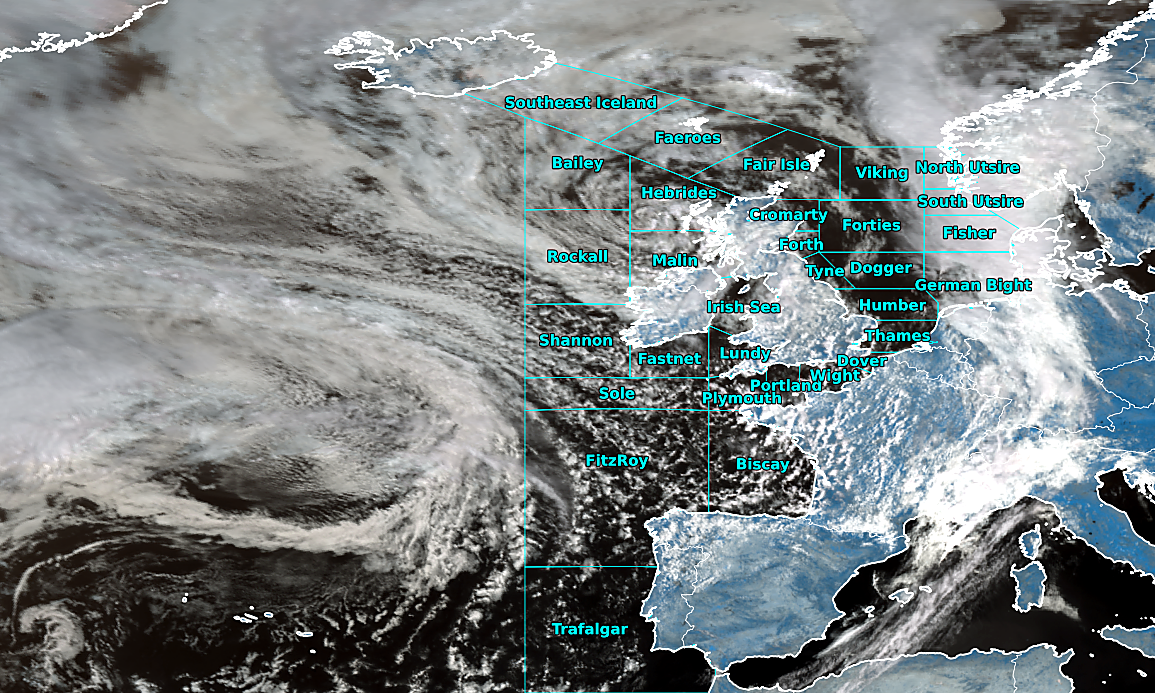 Southeast Iceland
Faeroes
Bailey
Fair Isle
North Utsire
Viking
Hebrides
South Utsire
Cromarty
Forties
Fisher
Forth
Rockall
Malin
Tyne
Dogger
German Bight
Irish Sea
Humber
Thames
Shannon
Fastnet
Lundy
Dover
Wight
Portland
Sole
Plymouth
FitzRoy
Biscay
Trafalgar